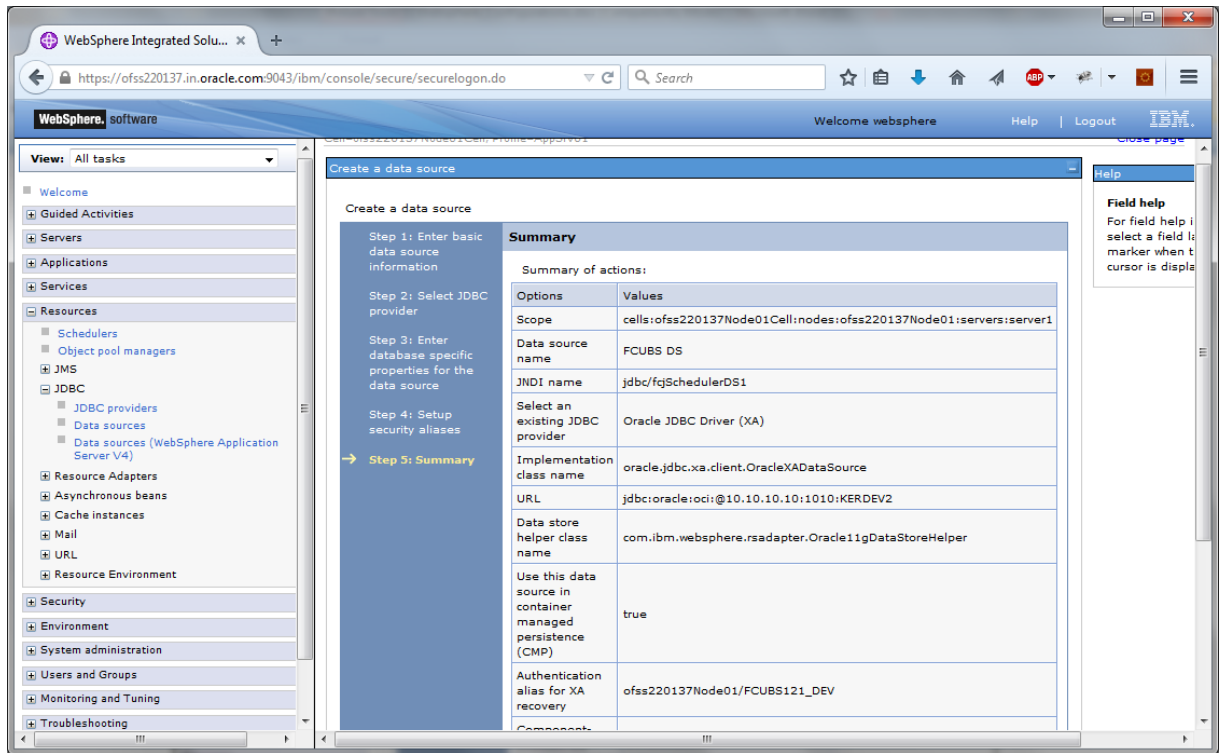 WebSphere Integrated Solu...
https://ofss220137.in.oracle.com:9043/ibm/console/secure/securelogon.do
Search
ABP
WebSphere. software
Welcome websphere
Help | Logout
IBM.
View: All tasks
Welcome
Guided Activities
Servers
Applications
Services
Resources
Schedulers
Object pool managers
JMS
JDBC
JDBC providers
Data sources
Data sources (WebSphere Application
Server V4)
Resource Adapters
Asynchronous beans
Cache instances
Mail
URL
Resource Environment
Security
Environment
System administration
Users and Groups
Monitoring and Tuning
Troubleshooting
Cell=ofss220137Node01Cell, Profile=AppSrv01
Close page
Create a data source
Create a data source
Step 1: Enter basic
data source
information
Step 2: Select JDBC
provider
Step 3: Enter
database specific
properties for the
data source
Step 4: Setup
security aliases
Step 5: Summary
Summary
Summary of actions:
Options Values
Scope cells:ofss220137Node01Cell:nodes:ofss220137Node01:servers:server1
Data source
name
FCUBS DS
JNDI name jdbc/fcjSchedulerDS1
Select an
existing JDBC
provider
Oracle JDBC Driver (XA)
Implementation
class name
oracle.jdbc.xa.client.OracleXADataSource
URL jdbc:oracle:oci:@10.10.10.10:1010:KERDEV2
Data store
helper class
name
com.ibm.websphere.rsadapter.Oracle11gDataStoreHelper
Use this data
source in
container
managed
persistence
(CMP)
true
Authentication
alias for XA
recovery
ofss220137Node01/FCUBS121_DEV
Component-
Help
Field help
For field help i
select a field la
marker when t
cursor is displa